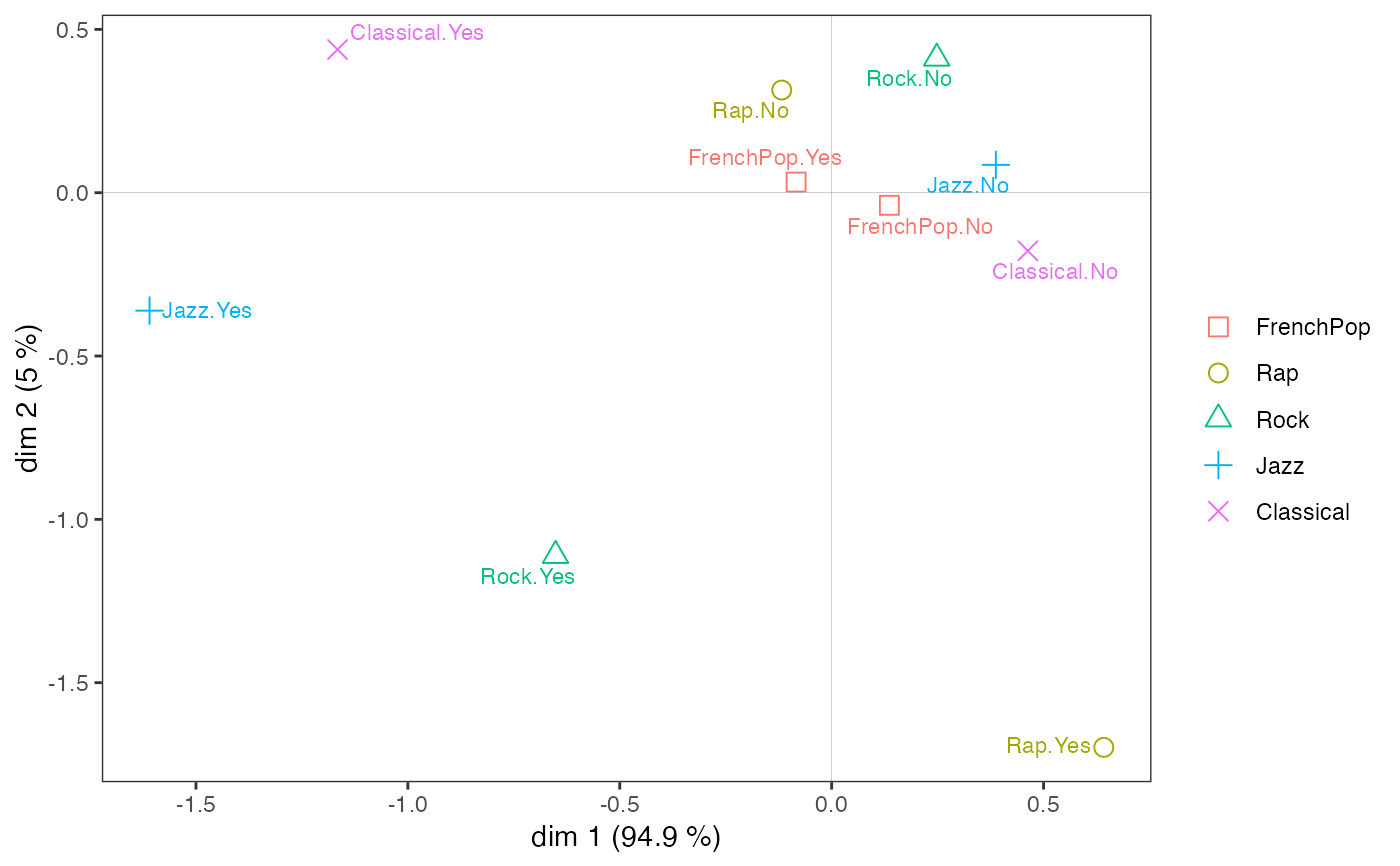 0.5
0.0
-0.5
-1.0
-1.5
dim 2 (5 %)
Classical.Yes
Rock.No
Rap.No
FrenchPop.Yes
Jazz.No
FrenchPop.No
Classical.No
Jazz.Yes
Rock.Yes
Rap.Yes
-1.5
-1.0
-0.5
0.0
0.5
dim 1 (94.9 %)
FrenchPop
Rap
Rock
Jazz
Classical